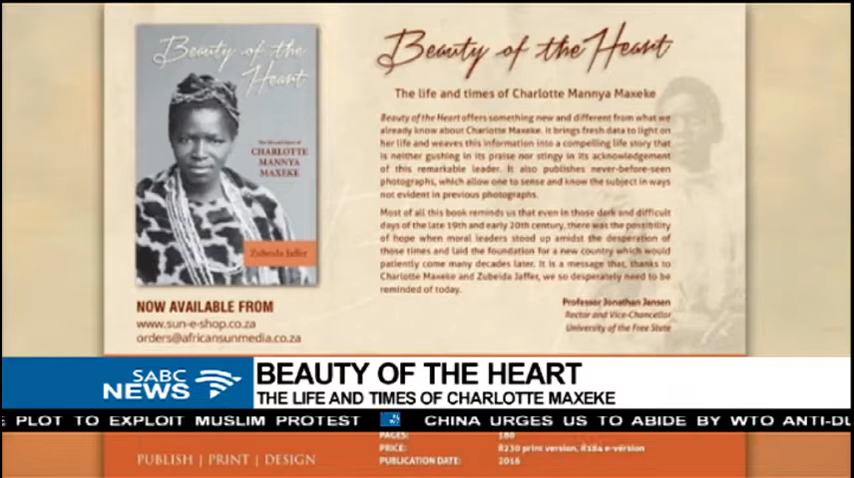 Beauty of the
Heart
The life and times of
CHARLOTTE
MANNYA
MAXEKE
Zubeida Jaffer
NOW AVAILABLE FROM
www.sun-e-shop.co.za
orders@africansunmedia.co.za
Beauty of the Heart
The life and times of Charlotte Mannya Maxeke
Beauty of the Heart offers something new and different from what we
already know about Charlotte Maxeke. It brings fresh data to light on
her life and weaves this information into a compelling life story that
is neither gushing in its praise nor stingy in its acknowledgement
of this remarkable leader. It also publishes never-before-seen
photographs, which allow one to sense and know the subject in ways
not evident in previous photographs.
Most of all this book reminds us that even in those dark and difficult
days of the late 19th and early 20th century, there was the possibility
of hope when moral leaders stood up amidst the desperation of
those times and laid the foundation for a new country which would
patiently come many decades later. It is a message that, thanks to
Charlotte Maxeke and Zubeida Jaffer, we so desperately need to be
reminded of today.
Professor Jonathan Jansen
Rector and Vice-Chancellor
University of the Free State
SABC
NEWS
BEAUTY OF THE HEART
THE LIFE AND TIMES OF CHARLOTTE MAXEKE
E PLOT TO EXPLOIT MUSLIM PROTEST CHINA URGES US TO ABIDE BY WTO ANTI-DU
PAGES: 180
PRICE: R230 print version, R184 e-version
PUBLICATION DATE: 2016
PUBLISH | PRINT | DESIGN